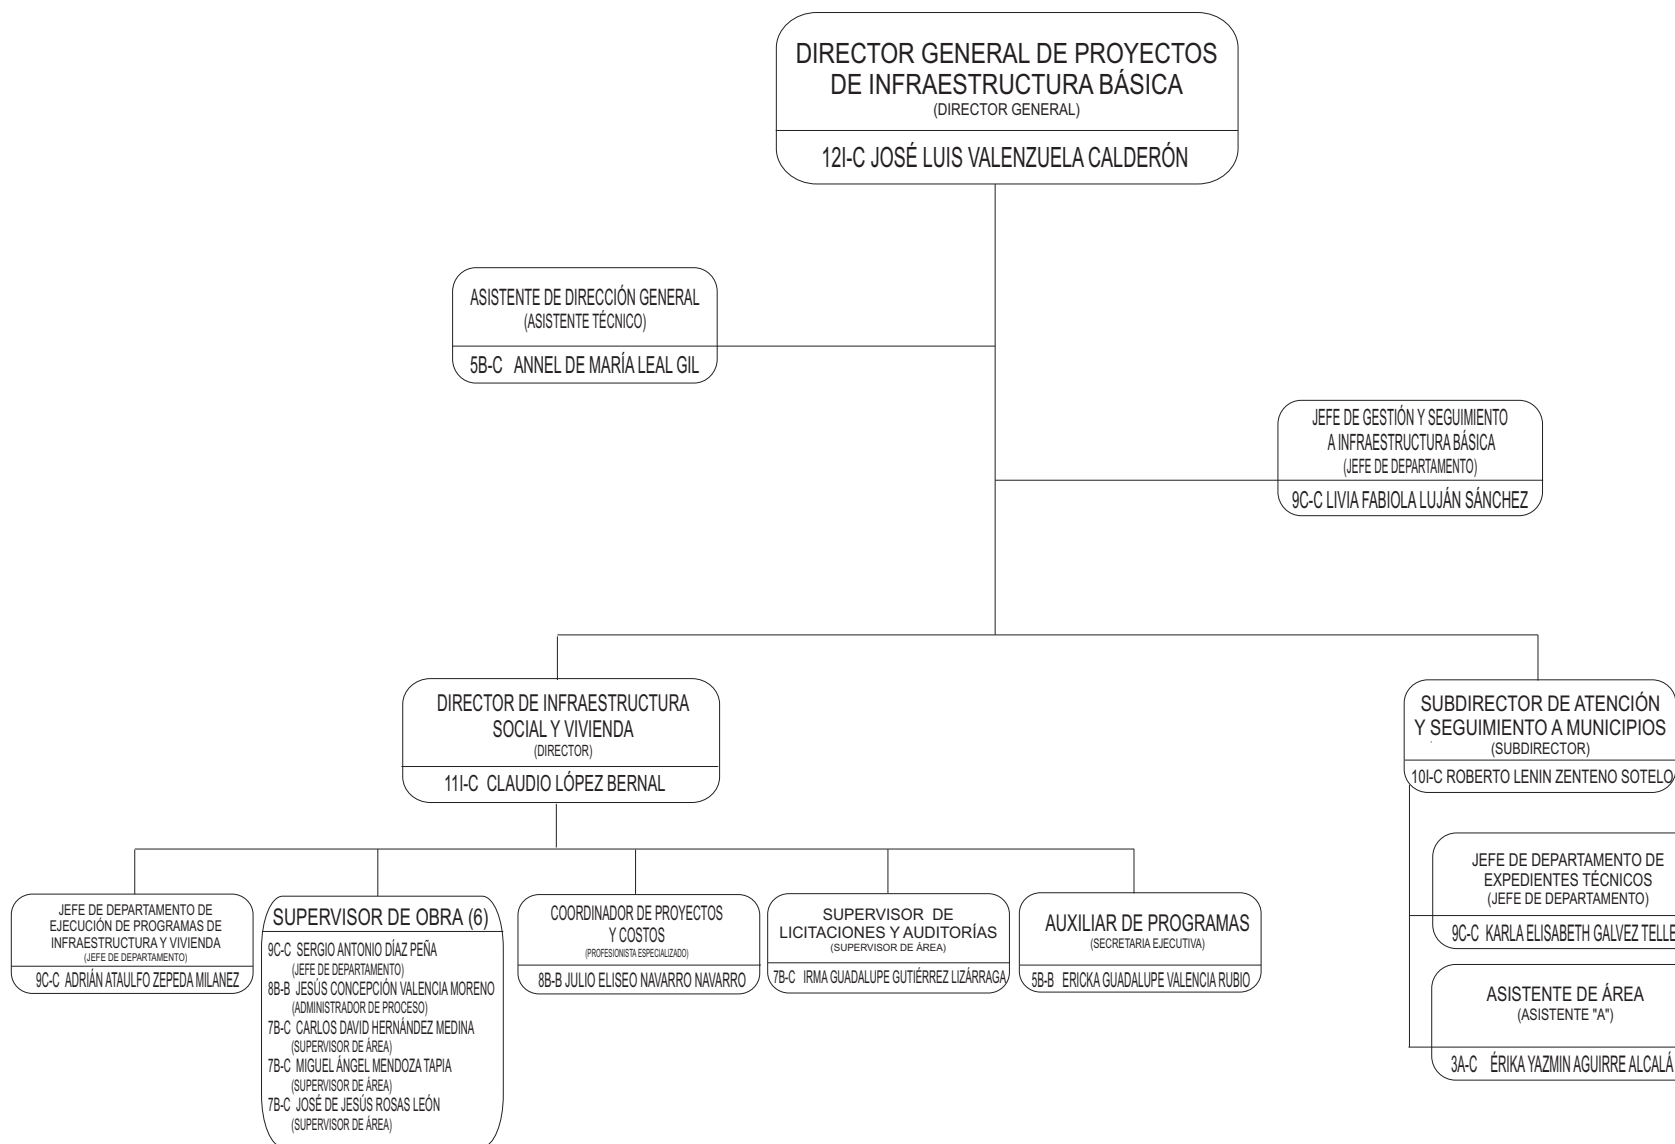 DIRECTOR GENERAL DE PROYECTOS
DE INFRAESTRUCTURA BÁSICA
(DIRECTOR GENERAL)
12I-C JOSÉ LUIS VALENZUELA CALDERÓN
ASISTENTE DE DIRECCIÓN GENERAL
(ASISTENTE TÉCNICO)
5B-C ANNEL DE MARÍA LEAL GIL
JEFE DE GESTIÓN Y SEGUIMIENTO
A INFRAESTRUCTURA BÁSICA
(JEFE DE DEPARTAMENTO)
9C-C LIVIA FABIOLA LUJÁN SÁNCHEZ
DIRECTOR DE INFRAESTRUCTURA
SOCIAL Y VIVIENDA
(DIRECTOR)
11I-C CLAUDIO LÓPEZ BERNAL
SUBDIRECTOR DE ATENCIÓN
Y SEGUIMIENTO A MUNICIPIOS
(SUBDIRECTOR)
10I-C ROBERTO LENIN ZENTENO SOTELO
JEFE DE DEPARTAMENTO DE
EJECUCIÓN DE PROGRAMAS DE
INFRAESTRUCTURA Y VIVIENDA
(JEFE DE DEPARTAMENTO)
9C-C ADRIÁN ATAULFO ZEPEDA MILANEZ
SUPERVISOR DE OBRA (6)
9C-C SERGIO ANTONIO DÍAZ PEÑA
(JEFE DE DEPARTAMENTO)
8B-B JESÚS CONCEPCIÓN VALENCIA MORENO
(ADMINISTRADOR DE PROCESO)
7B-C CARLOS DAVID HERNÁNDEZ MEDINA
(SUPERVISOR DE ÁREA)
7B-C MIGUEL ÁNGEL MENDOZA TAPIA
(SUPERVISOR DE ÁREA)
7B-C JOSÉ DE JESÚS ROSAS LEÓN
(SUPERVISOR DE ÁREA)
COORDINADOR DE PROYECTOS
Y COSTOS
(PROFESIONISTA ESPECIALIZADO)
8B-B JULIO ELISEO NAVARRO NAVARRO
SUPERVISOR DE
LICITACIONES Y AUDITORÍAS
(SUPERVISOR DE ÁREA)
7B-C IRMA GUADALUPE GUTIÉRREZ LIZÁRRAGA
AUXILIAR DE PROGRAMAS
(SECRETARIA EJECUTIVA)
5B-B ERICKA GUADALUPE VALENCIA RUBIO
JEFE DE DEPARTAMENTO DE
EXPEDIENTES TÉCNICOS
(JEFE DE DEPARTAMENTO)
9C-C KARLA ELISABETH GALVEZ TELLE
ASISTENTE DE ÁREA
(ASISTENTE "A")
3A-C ÉRIKA YAZMIN AGUIRRE ALCALÁ